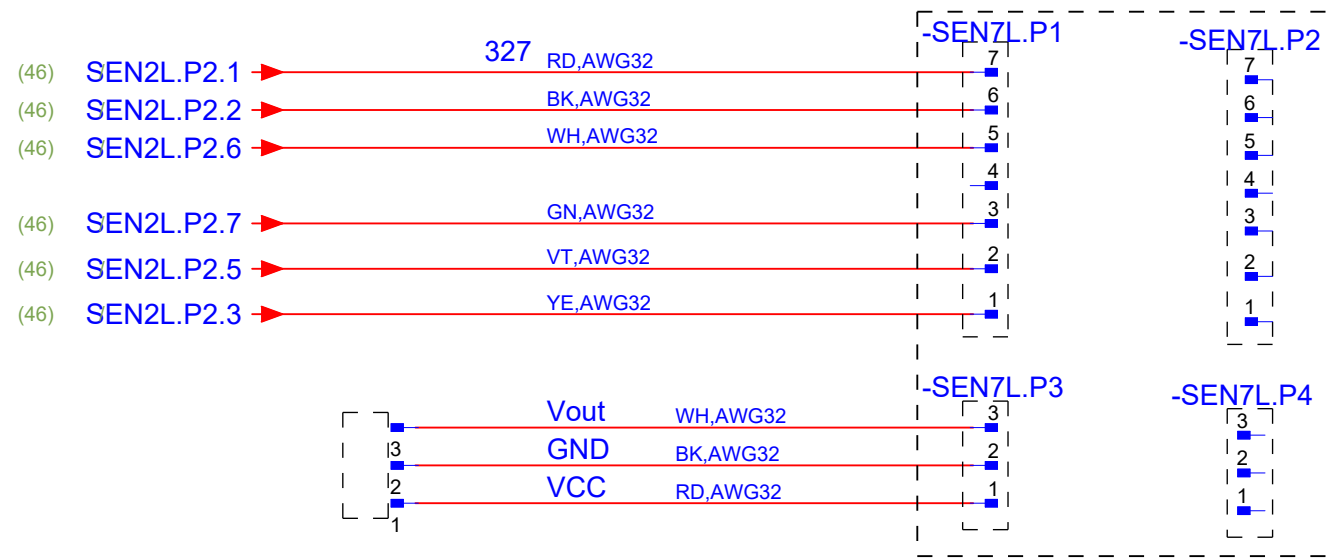 -SEN7L.P1
-SEN7L.P2
327 RD,AWG32
(46) SEN2L.P2.1
7
7
BK,AWG32
(46) SEN2L.P2.2
6
6
WH,AWG32
(46) SEN2L.P2.6
5
5
4
4
GN,AWG32
(46) SEN2L.P2.7
3
3
VT,AWG32
(46) SEN2L.P2.5
2
2
YE,AWG32
(46) SEN2L.P2.3
1
1
-SEN7L.P3
-SEN7L.P4
Vout WH,AWG32
3
3
3
GND BK,AWG32
2
2
2
VCC RD,AWG32
1
1
1